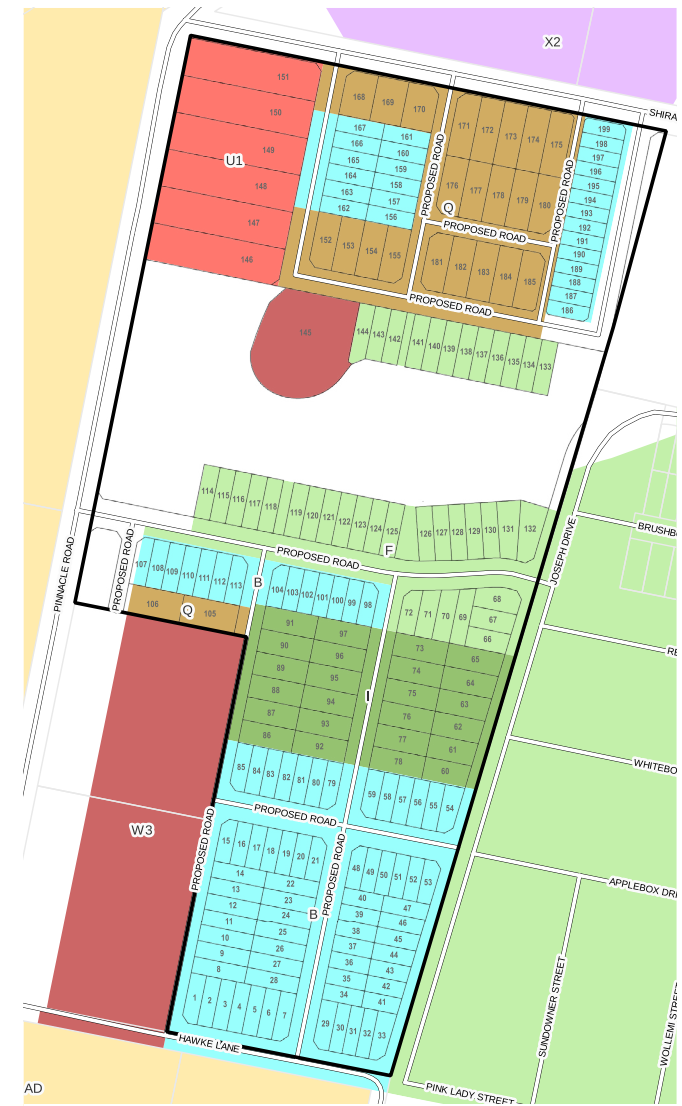 X2
SHIRA
151
150
149
U1
148
147
146
168 169 170
167 161
166 160
165 159
164 158
163 157
162 156
152 153 154 155
PROPOSED ROAD
171 172 173 174 175
176 177 178 179 180
Q
PROPOSED ROAD
181 182 183 184 185
PROPOSED ROAD
PROPOSED ROAD
199
198
197
196
195
194
193
192
191
190
189
188
187
186
145
144 143 142 141 140 139 138 137 136 135 134 133
114 115 116 117 118 119 120 121 122 123 124 125 126 127 128 129 130 131 132
F
PROPOSED ROAD
JOSEPH DRIVE
BRUSHB
PINNACLE ROAD
PROPOSED ROAD
107 108 109 110 111 112 113
B
106 Q 105
104 103 102 101 100 99 98
91 97
90 96
89 95
88 94
87 93
86 92
I
72 71 70 69 68
67
66
73 65
74 64
75 63
76 62
77 61
78 60
RE
WHITEBO
85 84 83 82 81 80 79
59 58 57 56 55 54
PROPOSED ROAD
W3
PROPOSED ROAD
PROPOSED ROAD
15 16 17 18 19 20 21
14 22
13 23
12 24
11 25
10 26
9 27
8 28
1 2 3 4 5 6 7
B
48 49 50 51 52 53
40 47
39 46
38 45
37 44
36 43
35 42
34 41
29 30 31 32 33
APPLEBOX DRI
SUNDOWNER STREET
WOLLEMI STREE
HAWKE LANE
PINK LADY STREET
AD